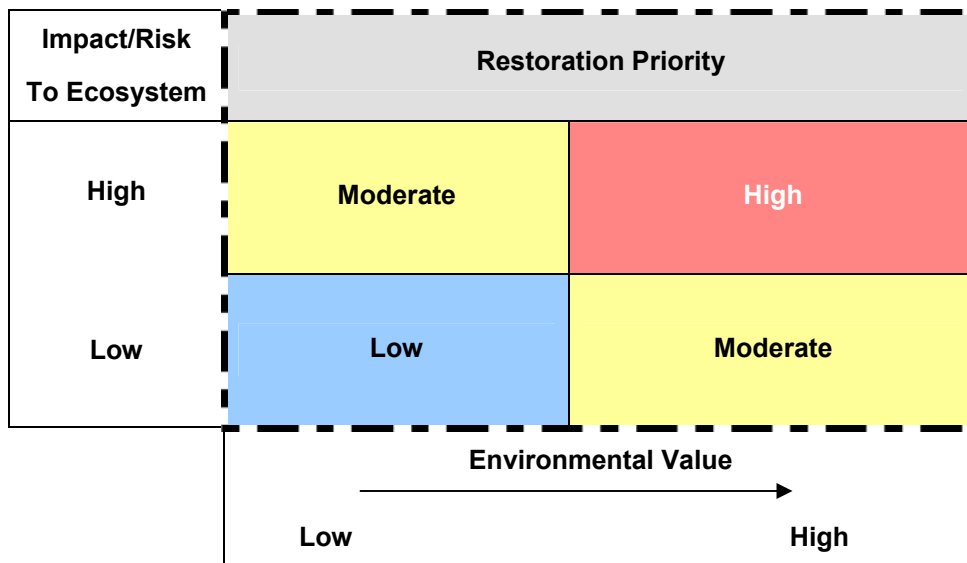 Impact/Risk
To Ecosystem
Restoration Priority
High
Moderate
High
Low
Low
Moderate
Environmental Value
Low
High